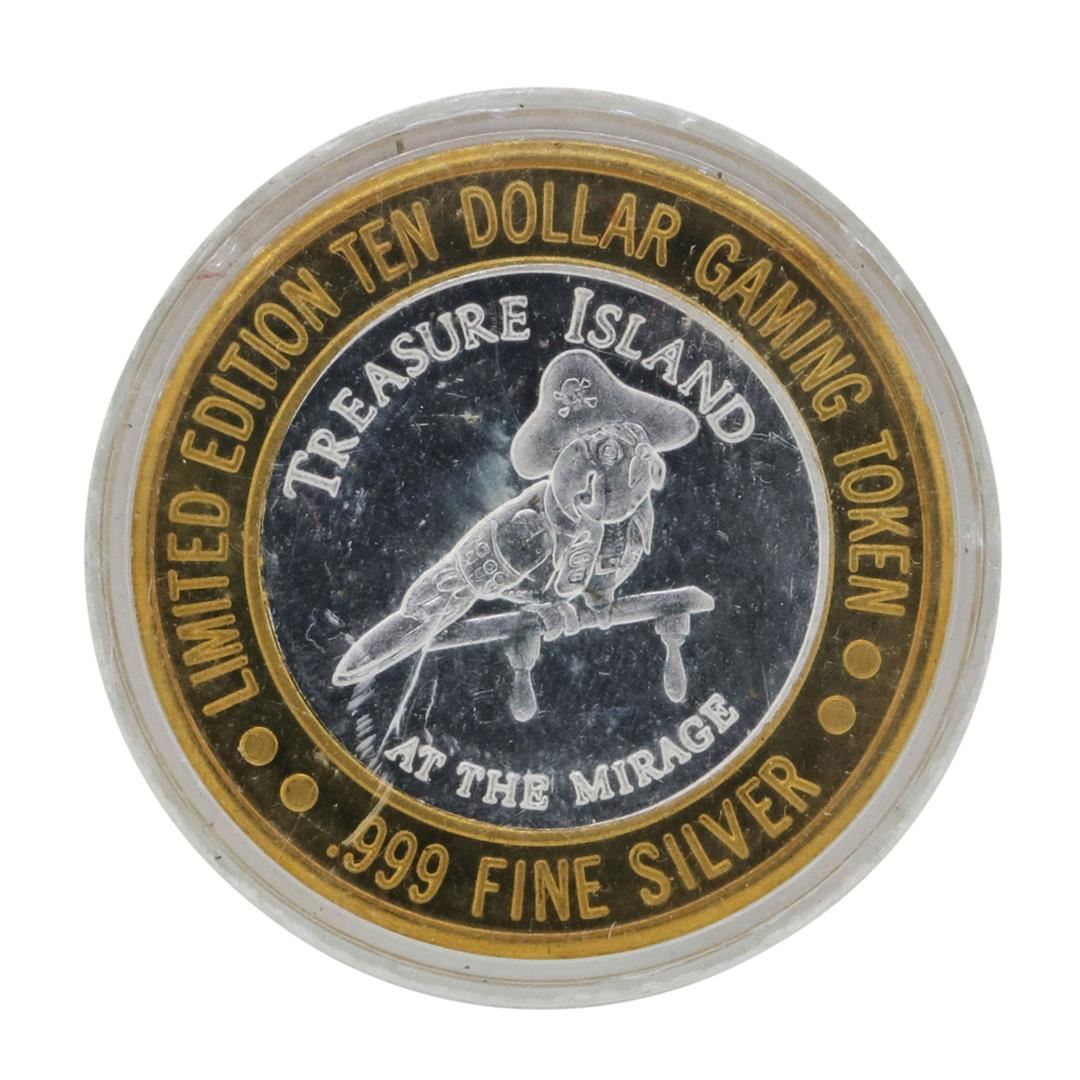 LIMITED EDITION TEN DOLLAR GAMING TOKEN
.999 FINE SILVER
TREASURE ISLAND
AT THE MIRAGE